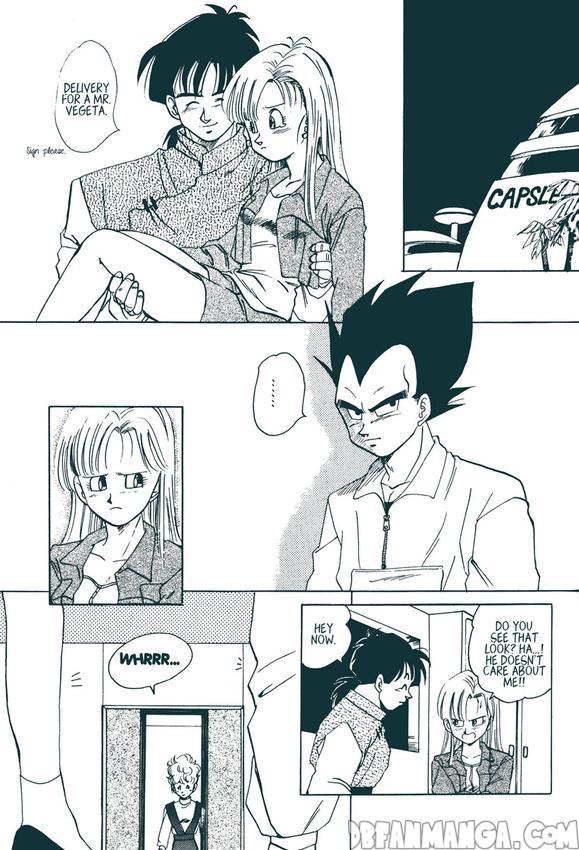 DELIVERY
FOR A MR.
VEGETA.
Sign please.
CAPSLE
........
WHRRR...
HEY
NOW.
DO YOU
SEE THAT
LOOK? HA...!
HE DOESN'T
CARE ABOUT
ME!!
DBFANMANGA.COM